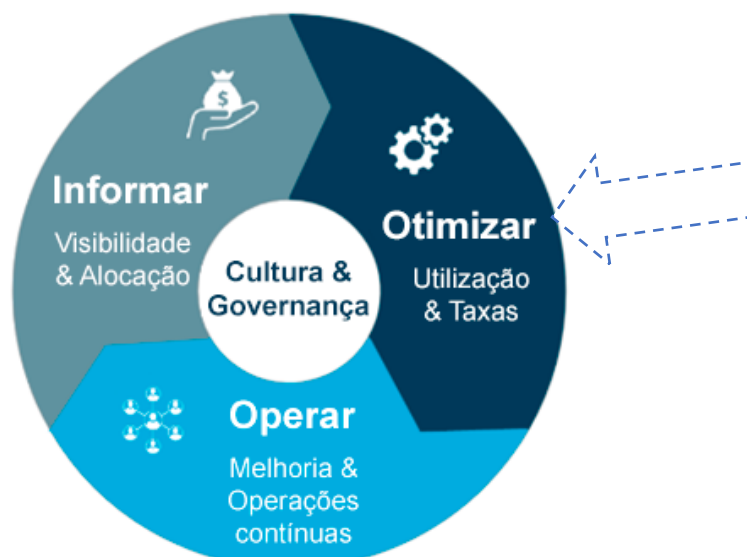 Informar
Visibilidade
& Alocação
Otimizar
Utilização
& Taxas
Cultura &
Governança
Operar
Melhoria &
Operações
contínuas
$